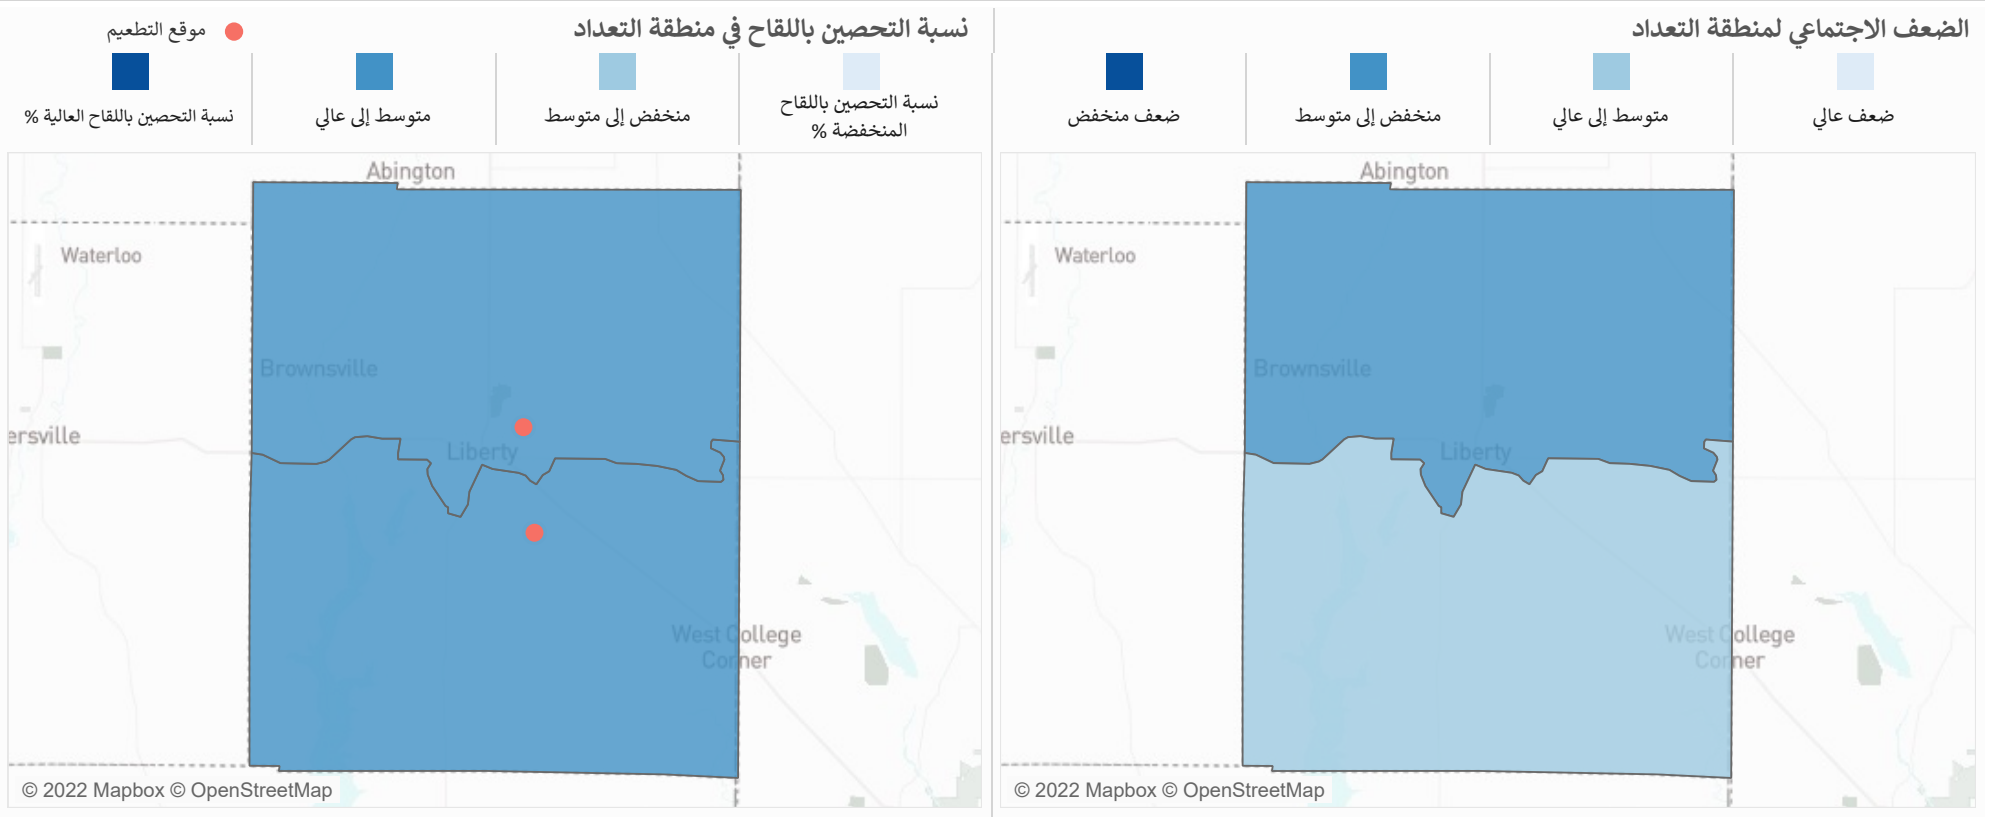 الضعف الاجتماعي لمنطقة التعداد
ضعف عالي
متوسط إلى عالي
منخفض إلى متوسط
ضعف منخفض
Abington
Waterloo
Brownsville
ersville
Liberty
West College
Corner
© 2022 Mapbox © OpenStreetMap
نسبة التحصين باللقاح في منطقة التعداد
موقع التطعيم
نسبة التحصين باللقاح
المنخفضة %
منخفض إلى متوسط
متوسط إلى عالي
نسبة التحصين باللقاح العالية %
Abington
Waterloo
Brownsville
ersville
Liberty
West College
Corner
© 2022 Mapbox © OpenStreetMap